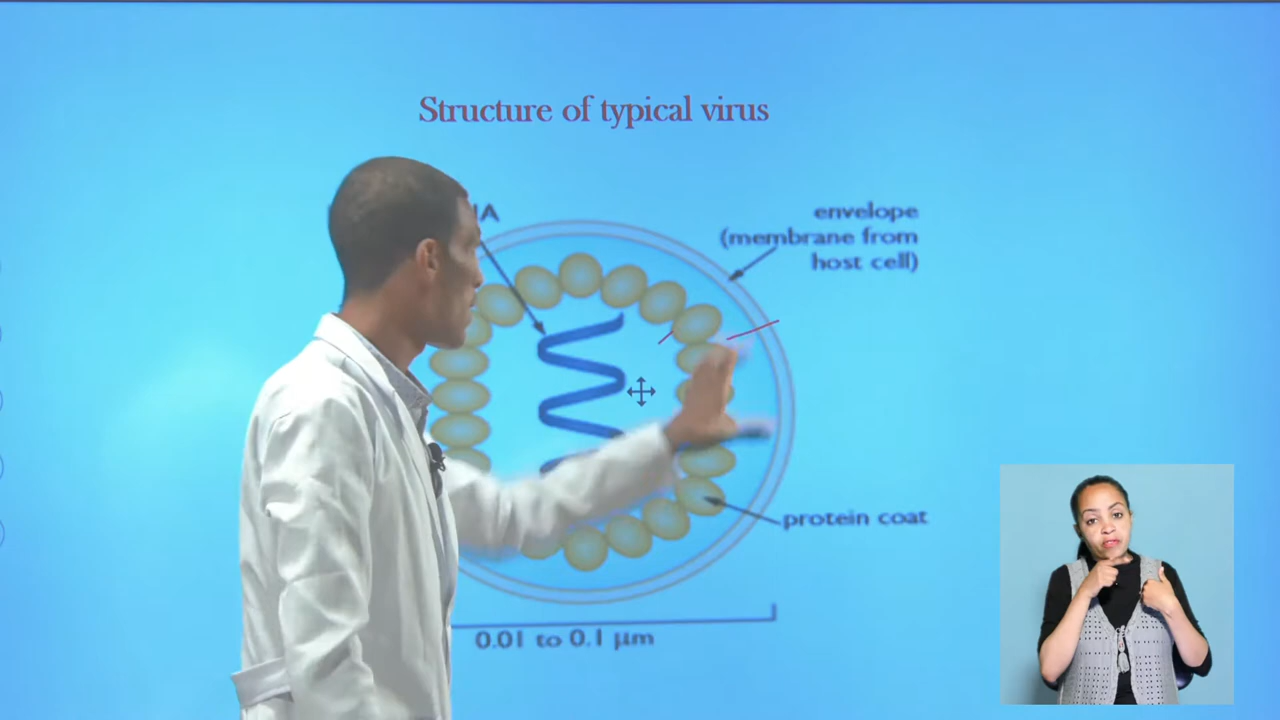 Structure of typical virus
envelope
(membrane from
host cell)
protein coat
0.01 to 0.1 µm